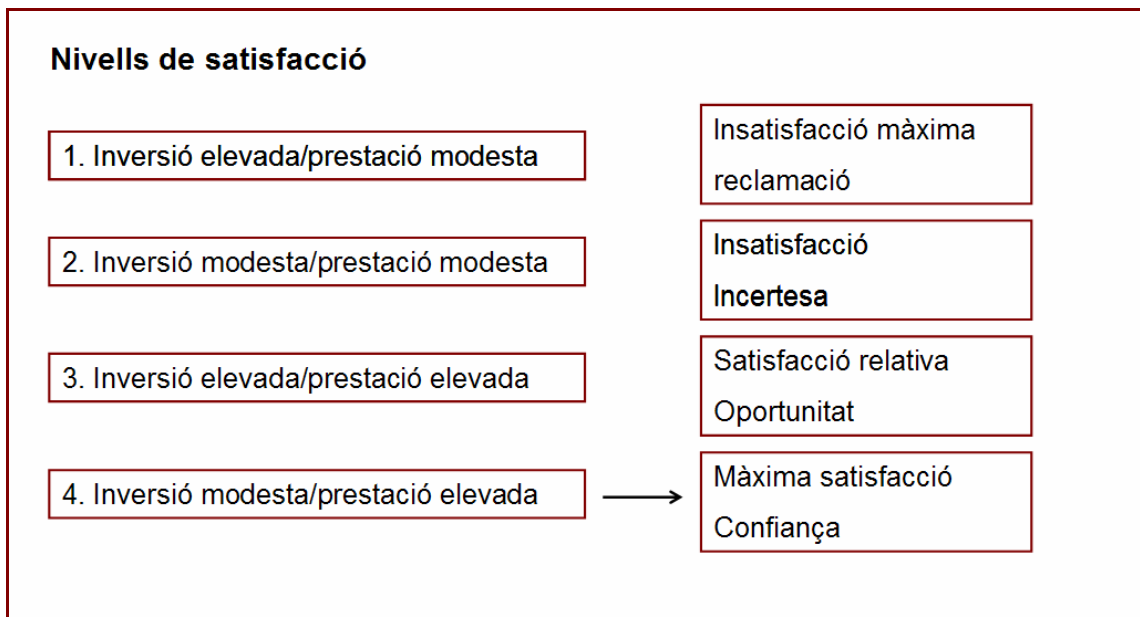 Nivells de satisfacció
1. Inversió elevada/prestació modesta
Insatisfacció màxima
reclamació
2. Inversió modesta/prestació modesta
Insatisfacció
Incertesa
3. Inversió elevada/prestació elevada
Satisfacció relativa
Oportunitat
4. Inversió modesta/prestació elevada
Màxima satisfacció
Confiança